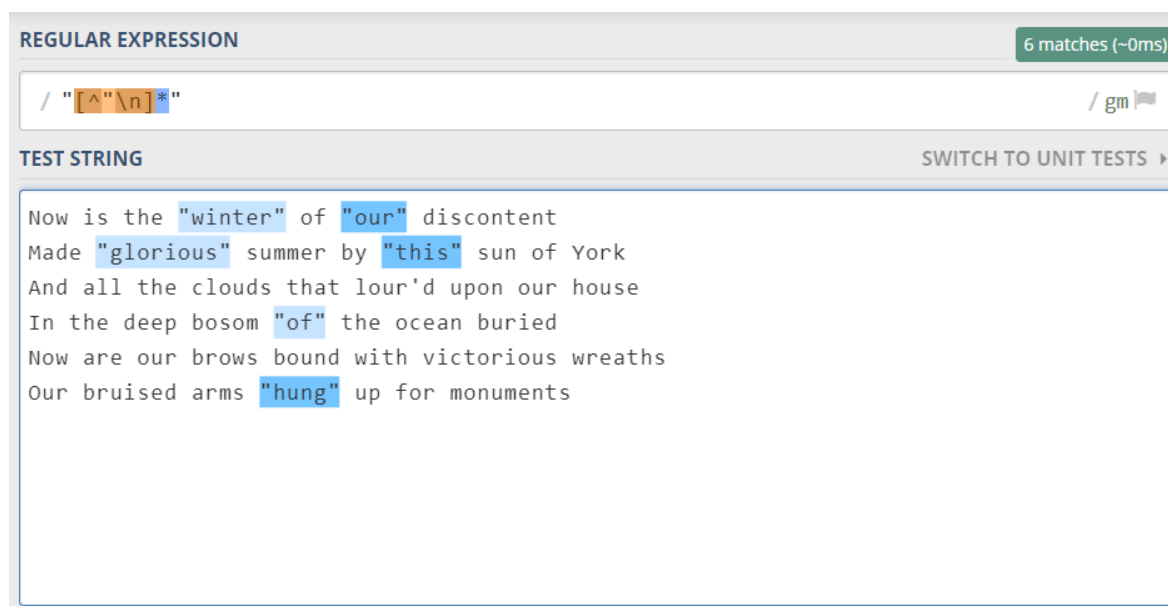 REGULAR EXPRESSION
6 matches (~0ms)
/ "[^"\n]*" / gm
TEST STRING
SWITCH TO UNIT TESTS
Now is the "winter" of "our" discontent
Made "glorious" summer by "this" sun of York
And all the clouds that lour'd upon our house
In the deep bosom "of" the ocean buried
Now are our brows bound with victorious wreaths
Our bruised arms "hung" up for monuments